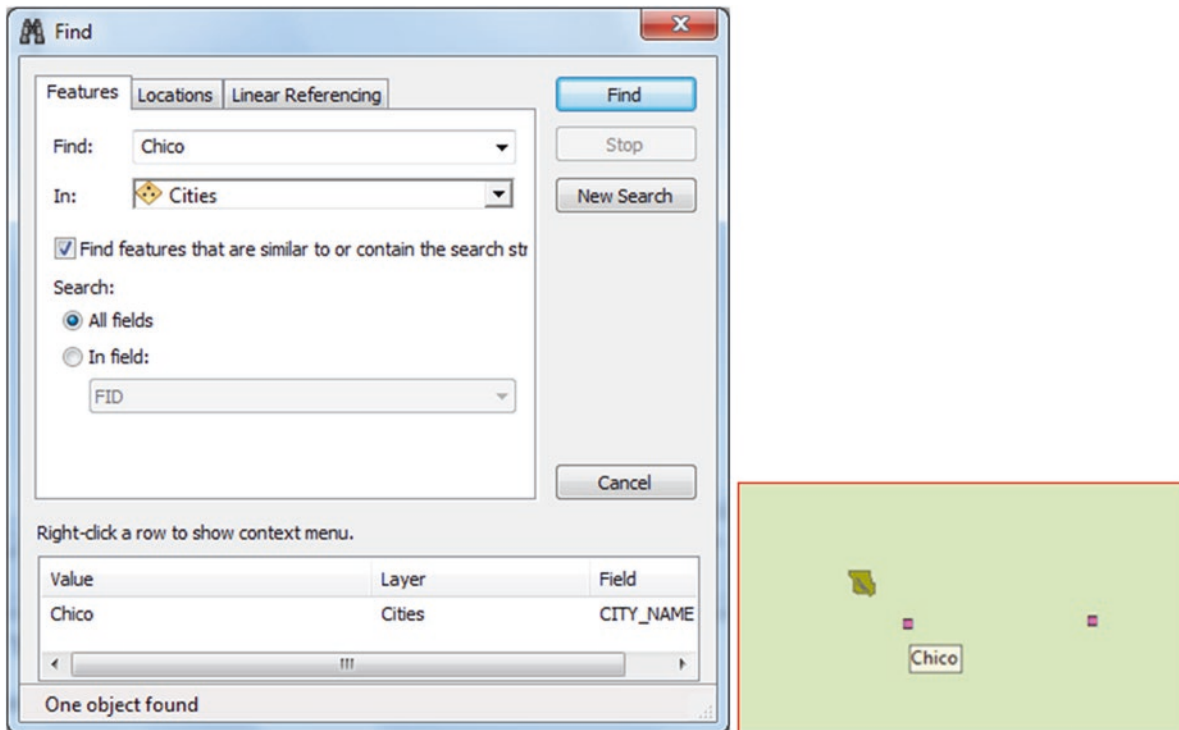 Find
Features Locations Linear Referencing
Find
Find: Chico
Stop
In: Cities
New Search
Find features that are similar to or contain the search str
Search:
All fields
In field:
FID
Cancel
Right-click a row to show context menu.
Value Layer Field
Chico Cities CITY_NAME
One object found
Chico